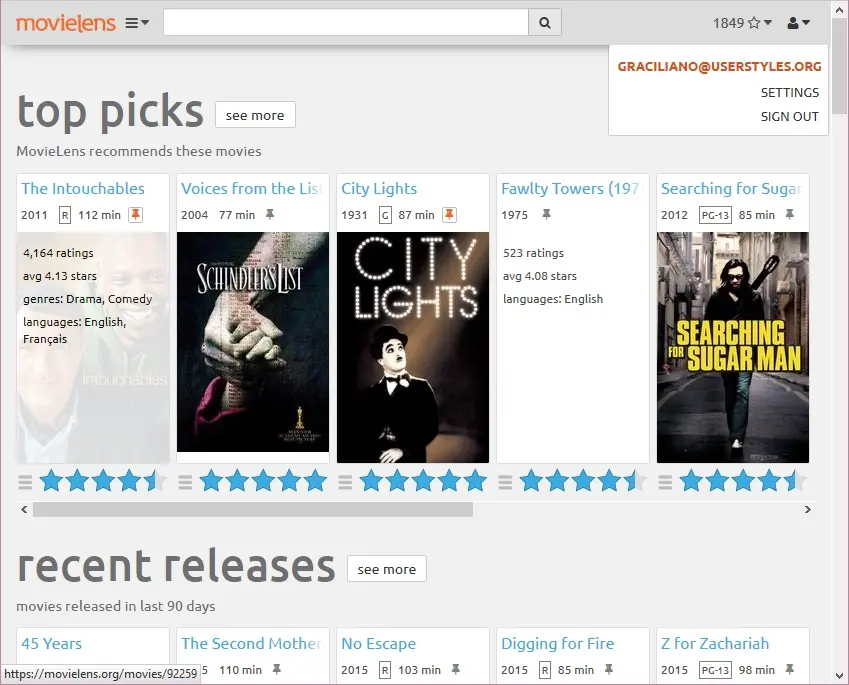 movielens
1849
GRACILIANO@USERSTYLES.ORG
SETTINGS
SIGN OUT
top picks see more
MovieLens recommends these movies
The Intouchables
2011 R 112 min
4,164 ratings
avg 4.13 stars
genres: Drama, Comedy
languages: English,
Français
Intouchables
Voices from the Lis
2004 77 min
SCHINDLER'S LIST
WINNER
City Lights
1931 G 87 min
CITY
LIGHTS
Fawlty Towers (197
1975
523 ratings
avg 4.08 stars
languages: English
Searching for Sugar
2012 PG-13 85 min
SEARCHING
FOR SUGAR MAN
recent releases see more
movies released in last 90 days
45 Years
The Second Mother
5 110 min
No Escape
2015 R 103 min
Digging for Fire
2015 R 85 min
Z for Zachariah
2015 PG-13 98 min
https://movielens.org/movies/92259